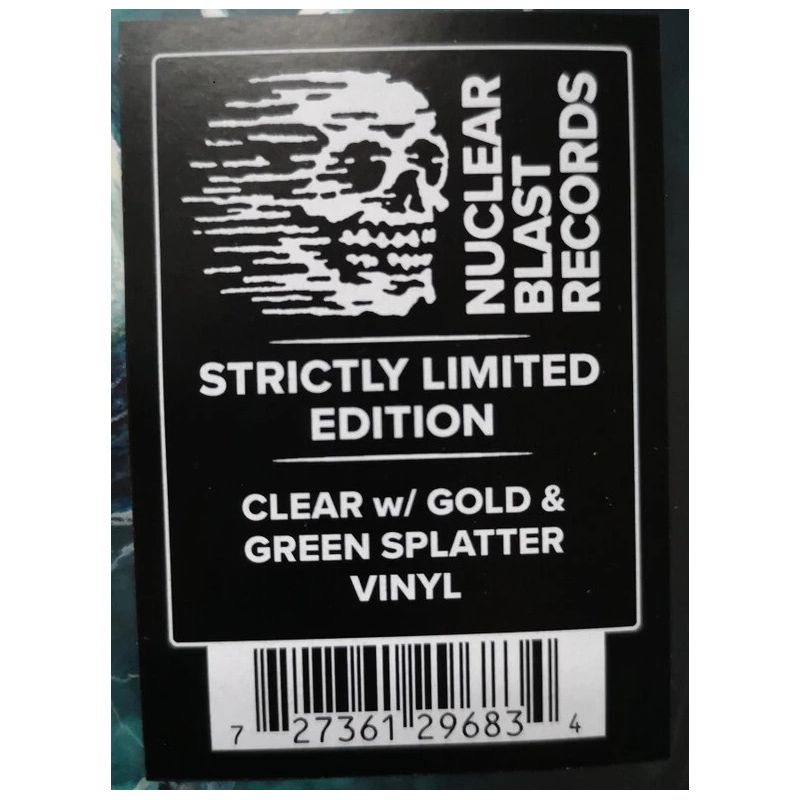 NUCLEAR
BLAST
RECORDS
STRICTLY LIMITED
EDITION
CLEAR w/ GOLD &
GREEN SPLATTER
VINYL
7 27361 29683 4